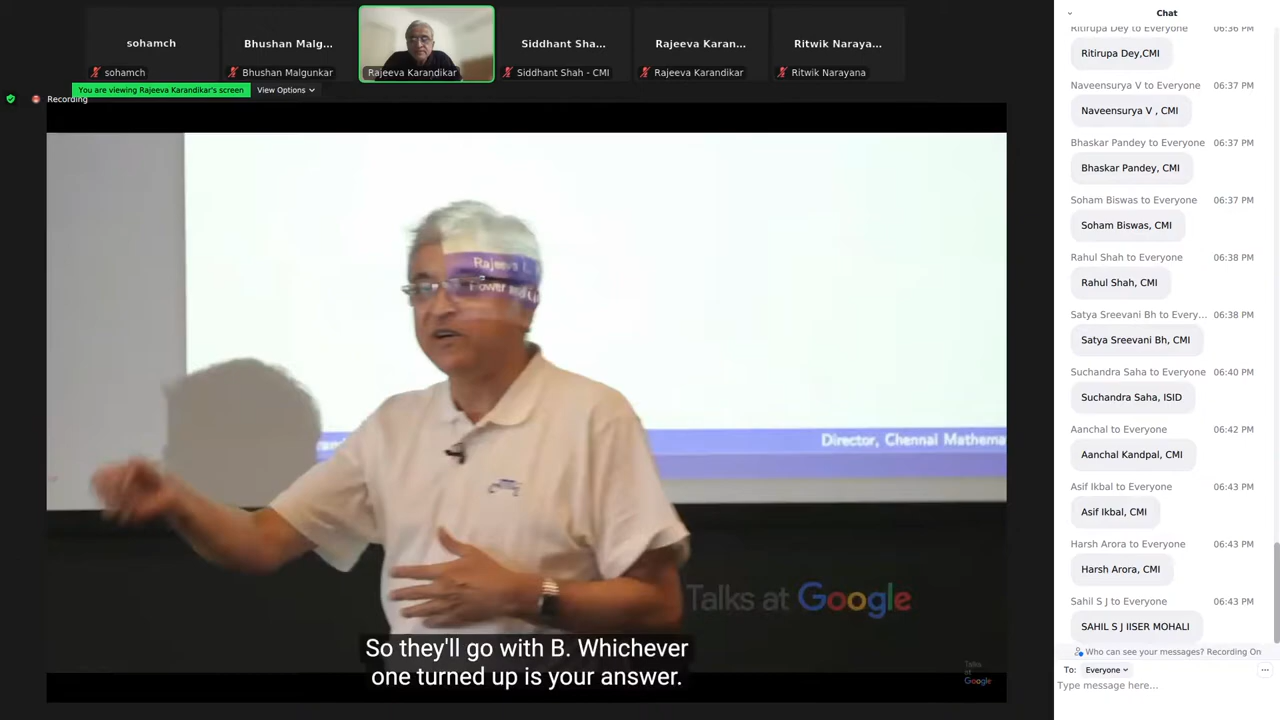 sohamch
Bhushan Malg...
Siddhant Sha...
Rajeeva Karan...
Ritwik Naraya...
sohamch
Bhushan Malgunkar
Rajeeva Karandikar
Siddhant Shah - CMI
Rajeeva Karandikar
Ritwik Narayana
You are viewing Rajeeva Karandikar's screen
View Options
Recording
Rajeeva L.
Power and Li
Director, Chennai Mathema
Talks at Google
So they'll go with B. Whichever
one turned up is your answer.
Talks
at
Google
Chat
Ritirupa Dey to Everyone 06:36 PM
Ritirupa Dey,CMI
Naveensurya V to Everyone 06:37 PM
Naveensurya V , CMI
Bhaskar Pandey to Everyone 06:37 PM
Bhaskar Pandey, CMI
Soham Biswas to Everyone 06:37 PM
Soham Biswas, CMI
Rahul Shah to Everyone 06:38 PM
Rahul Shah, CMI
Satya Sreevani Bh to Every... 06:38 PM
Satya Sreevani Bh, CMI
Suchandra Saha to Everyone 06:40 PM
Suchandra Saha, ISID
Aanchal to Everyone 06:42 PM
Aanchal Kandpal, CMI
Asif Ikbal to Everyone 06:43 PM
Asif Ikbal, CMI
Harsh Arora to Everyone 06:43 PM
Harsh Arora, CMI
Sahil S J to Everyone 06:43 PM
SAHIL S J IISER MOHALI
Who can see your messages? Recording On
To: Everyone
Type message here...